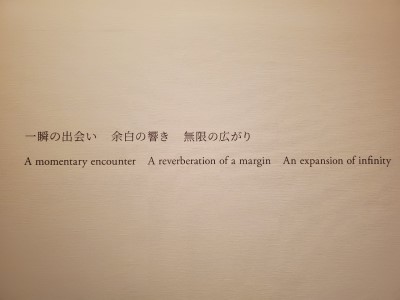 一瞬の出会い　余白の響き　無限の広がり
A momentary encounter　A reverberation of a margin　An expansion of infinity